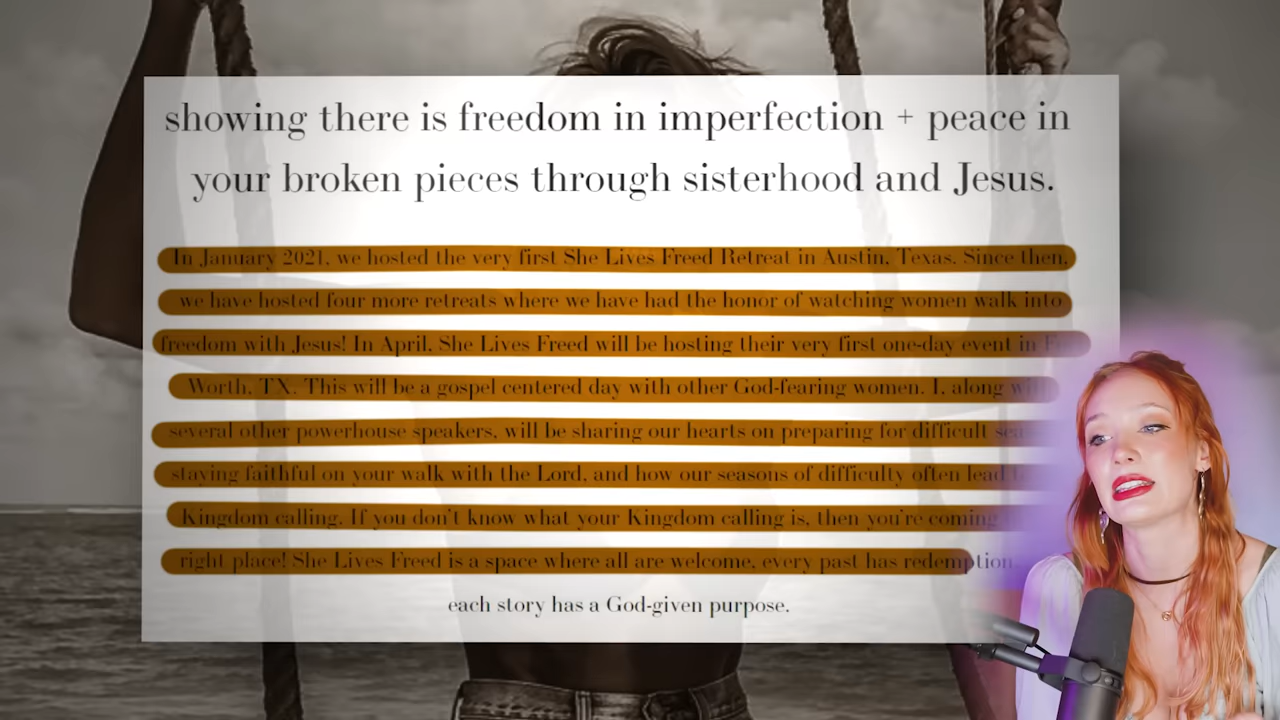 showing there is freedom in imperfection + peace in
your broken pieces through sisterhood and Jesus.
In January 2021, we hosted the very first She Lives Freed Retreat in Austin, Texas. Since then,
we have hosted four more retreats where we have had the honor of watching women walk into
freedom with Jesus! In April, She Lives Freed will be hosting their very first one-day event in
Worth, TX. This will be a gospel centered day with other God-fearing women. I, along
several other powerhouse speakers, will be sharing our hearts on preparing for difficult
staying faithful on your walk with the Lord, and how our seasons of difficulty often lead
Kingdom calling. If you don't know what your Kingdom calling is, then you're coming
right place! She Lives Freed is a space where all are welcome, every past has redemption,
each story has a God-given purpose.